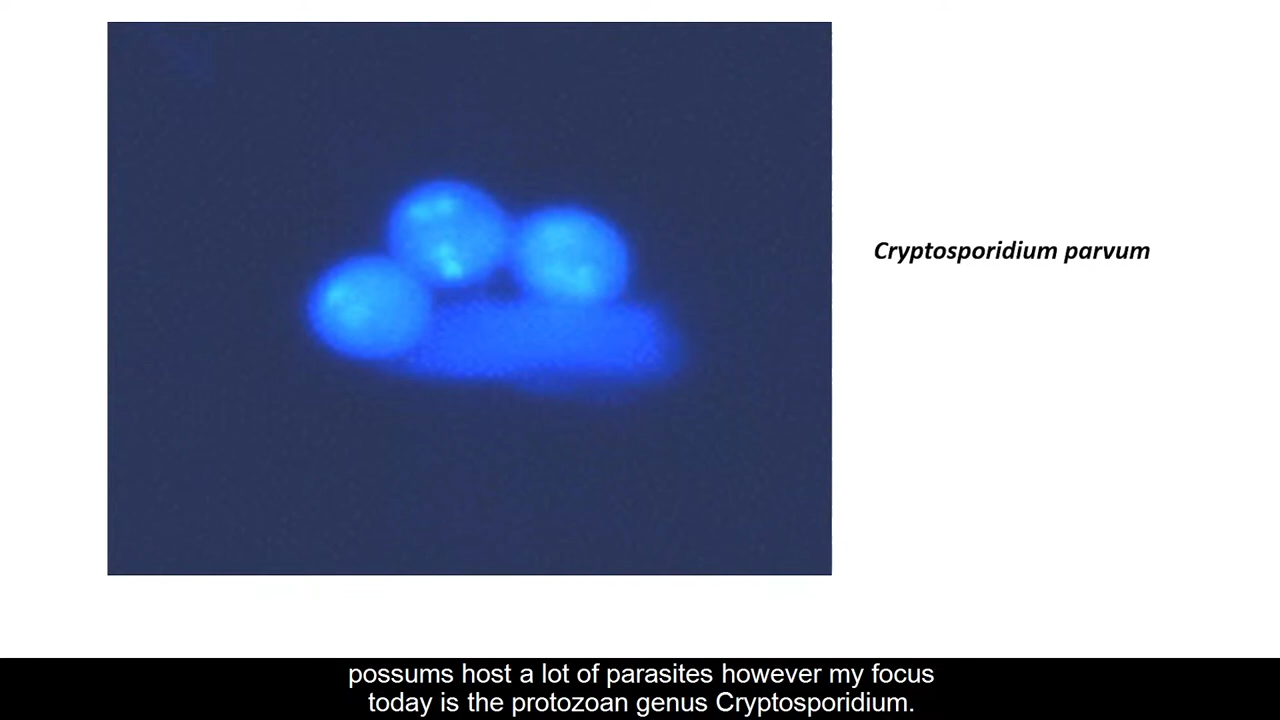 Cryptosporidium parvum
possums host a lot of parasites however my focus
today is the protozoan genus Cryptosporidium.